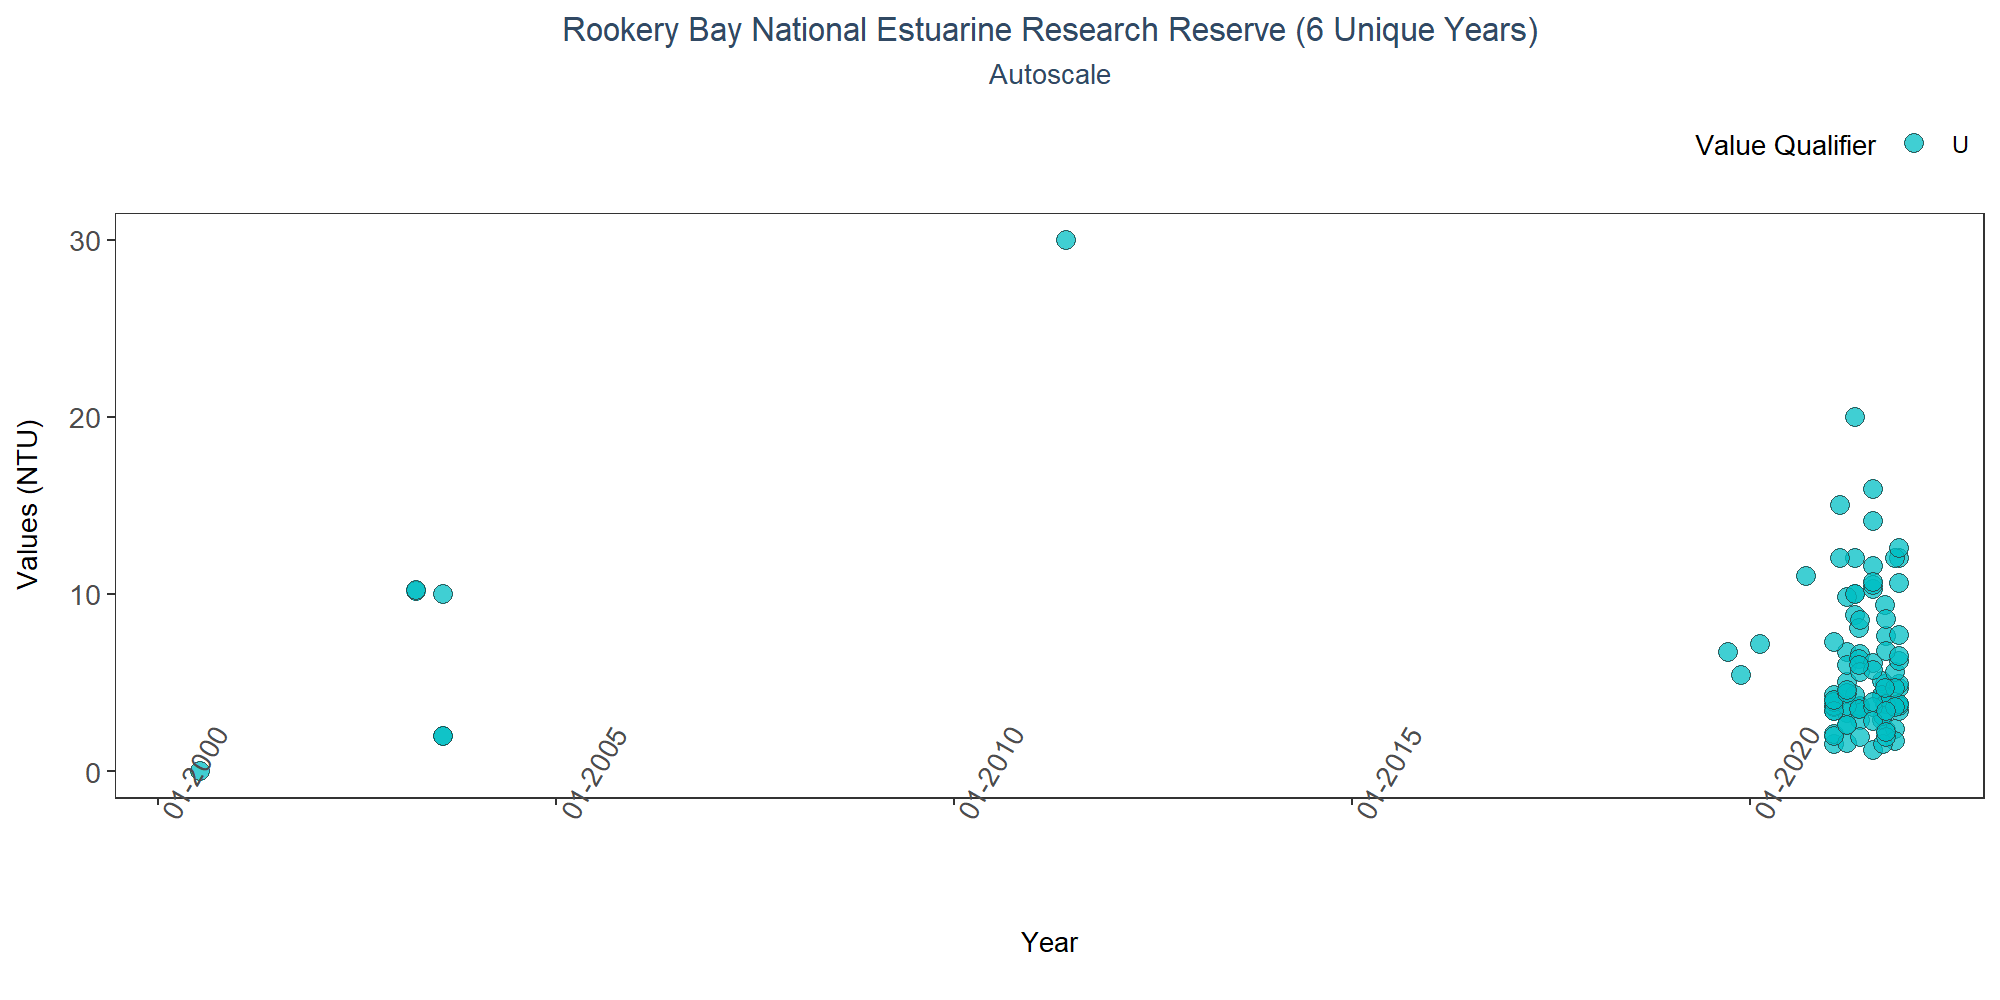 Rookery Bay National Estuarine Research Reserve (6 Unique Years)
Autoscale
Value Qualifier U
Values (NTU)
30
20
10
0
01-2000 01-2005 01-2010 01-2015 01-2020
Year